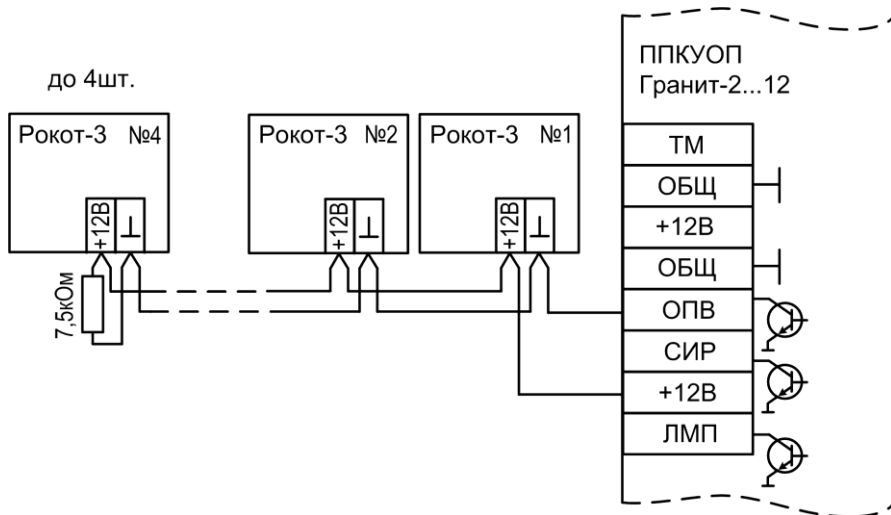 до 4шт.
Рокот-3 №4
+12В
⊥
7,5кОм
Рокот-3 №2
+12В
⊥
Рокот-3 №1
+12В
⊥
ППКУОП
Гранит-2...12
ТМ
ОБЩ
+12В
ОБЩ
ОПВ
СИР
+12В
ЛМП